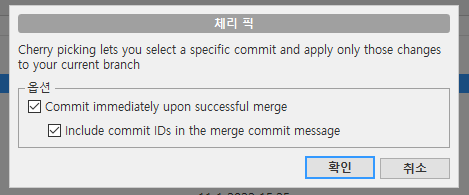 체리 픽
Cherry picking lets you select a specific commit and apply only those changes
to your current branch
옵션
Commit immediately upon successful merge
Include commit IDs in the merge commit message
확인
취소